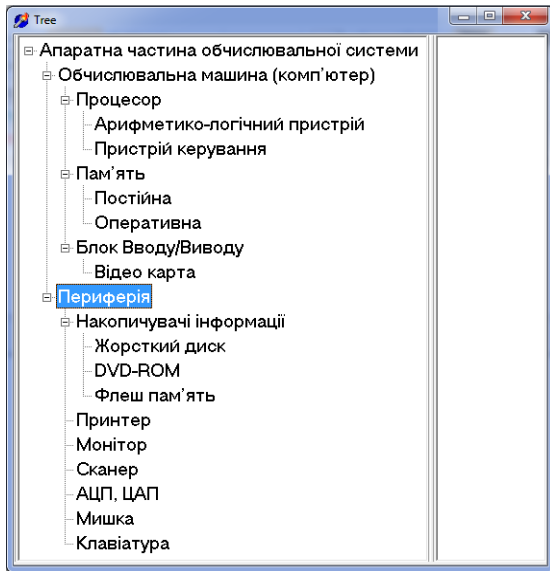 Tree
Апаратна частина обчислювальної системи
Обчислювальна машина (комп'ютер)
Процесор
Арифметико-логічний пристрій
Пристрій керування
Пам'ять
Постійна
Оперативна
Блок Вводу/Виводу
Відео карта
Периферія
Накопичувачі інформації
Жорсткий диск
DVD-ROM
Флеш пам'ять
Принтер
Монітор
Сканер
АЦП, ЦАП
Мишка
Клавіатура